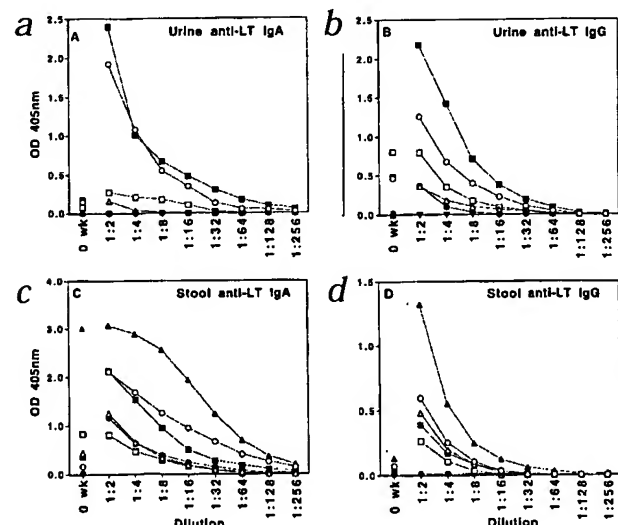 a
A
Urine anti-LT IgA
OD 405nm
2.5
2.0
1.5
1.0
0.5
0.0
0 wk
1:2
1:4
1:8
1:16
1:32
1:64
1:128
1:256
b
B
Urine anti-LT IgG
2.5
2.0
1.5
1.0
0.5
0.0
0 wk
1:2
1:4
1:8
1:16
1:32
1:64
1:128
1:256
c
C
Stool anti-LT IgA
OD 405nm
4.0
3.0
2.0
1.0
0.0
0 wk
1:2
1:4
1:8
1:16
1:32
1:64
1:128
1:256
Dilution
d
D
Stool anti-LT IgG
1.5
1.0
0.5
0.0
0 wk
1:2
1:4
1:8
1:16
1:32
1:64
1:128
1:256
Dilution